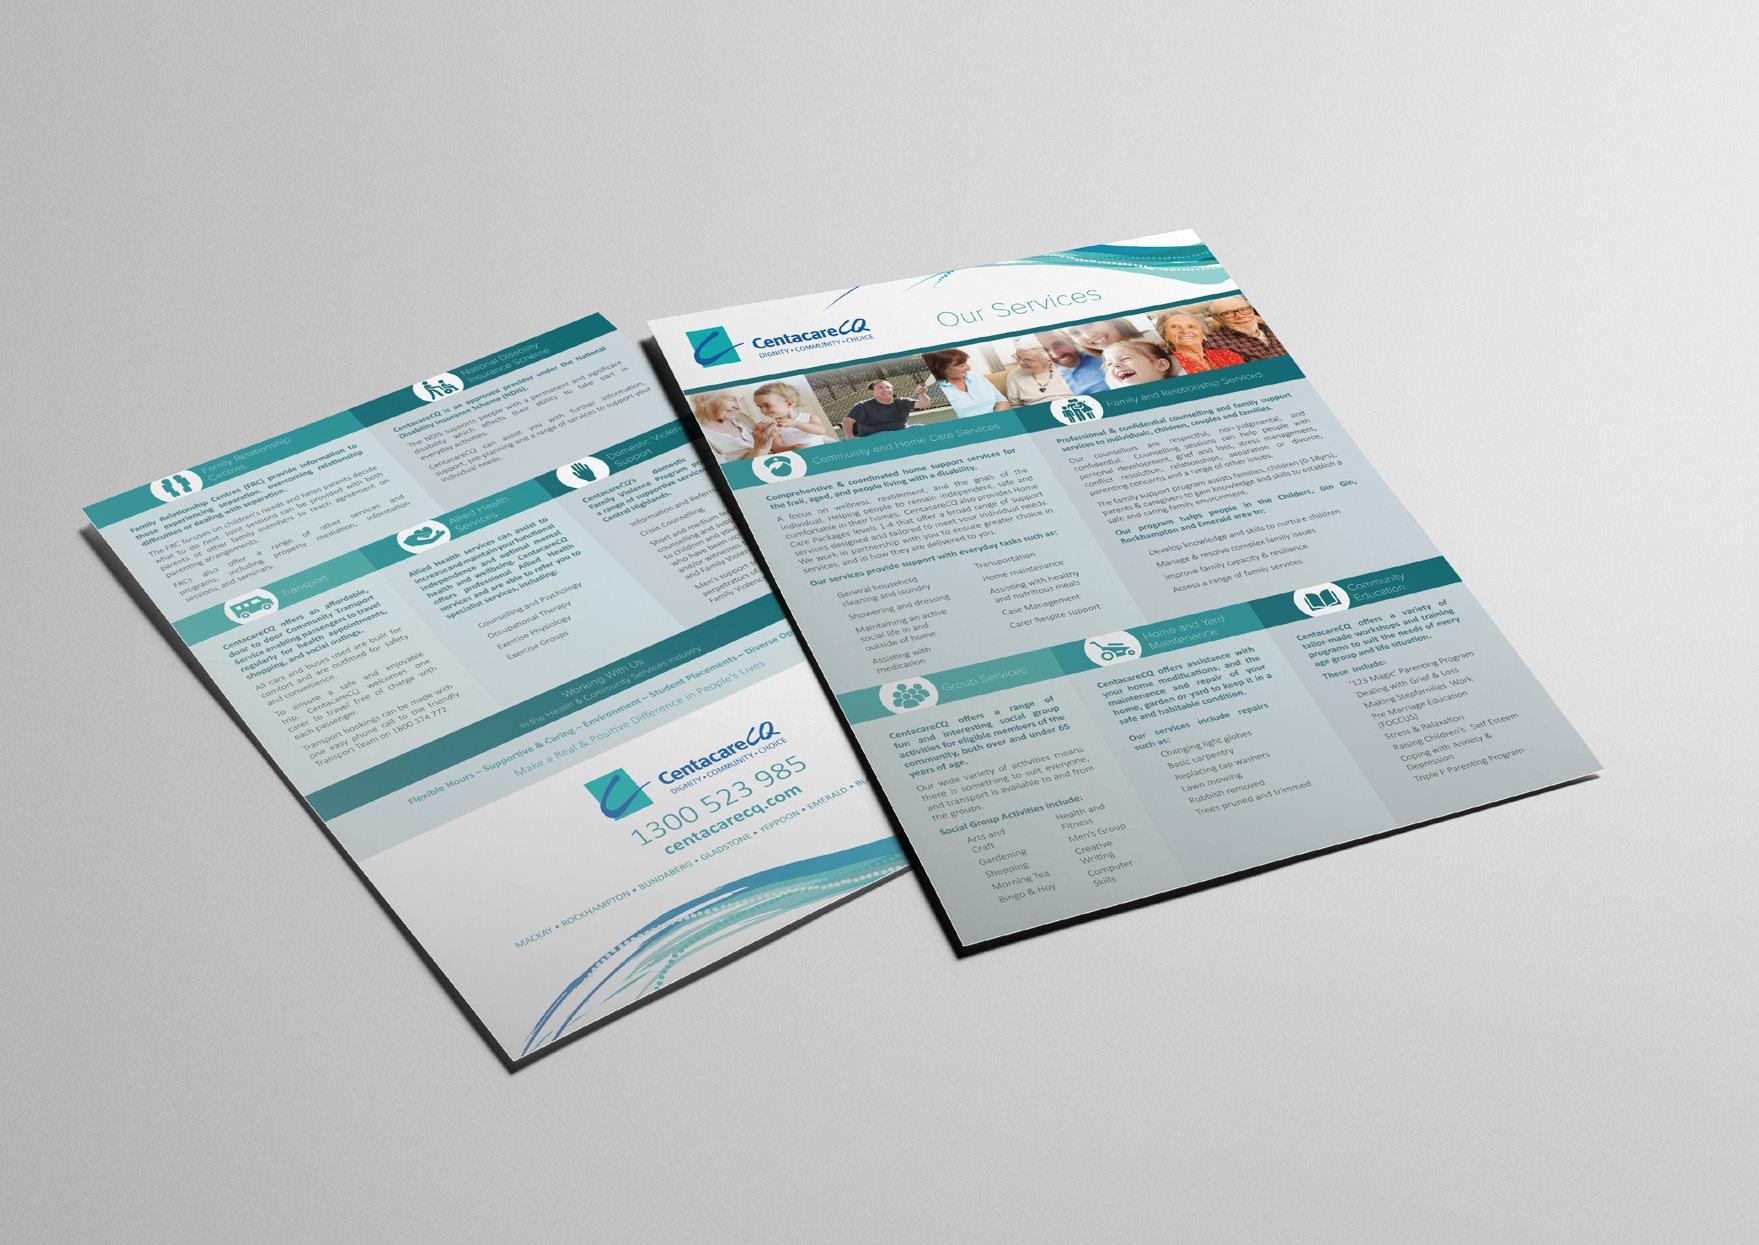 Our Services
CentacareCQ
DIGNITY • COMMUNITY • CHOICE
Community and Home Care Services
Comprehensive & coordinated home support services for
the frail, aged, and people living with a disability.
A focus on wellness, reablement, and the goals of the
individual. Helping people to remain independent, safe and
comfortable in their homes. CentacareCQ also provides Home
Care Packages levels 1-4 that offer a broad range of support
services designed and tailored to meet your individual needs.
We work in partnership with you to ensure greater choice in
services, and in how they are delivered to you.
Our services provide support with everyday tasks such as:
General household
cleaning and laundry
Showering and dressing
Maintaining an active
social life in and
outside of home
Assisting with
medication
Transportation
Home maintenance
Assisting with healthy
and nutritious meals
Case Management
Carer Respite support
Family and Relationship Services
Professional & confidential counselling and family support
services to individuals, children, couples and families.
Our counsellors are respectful, non-judgmental, and
confidential. Counselling, sessions can help people with
personal development, grief and loss, stress management,
conflict resolution, relationships, separation or divorce,
parenting concerns and a range of other issues.
The family support program assists families, children (0-18yrs),
parents & caregivers to gain knowledge and skills to establish a
safe and caring family environment.
Our program helps people in the Childers, Gin Gin,
Rockhampton and Emerald area to:
Develop knowledge and skills to nurture children
Manage & resolve complex family issues
Improve family capacity & resilience
Access a range of family services
Group Services
CentacareCQ offers a range of
fun and interesting social group
activities for eligible members of the
community, both over and under 65
years of age.
Our wide variety of activities means
there is something to suit everyone,
and transport is available to and from
the groups.
Social Group Activities include:
Arts and
Craft
Gardening
Shopping
Morning Tea
Bingo & Hoy
Health and
Fitness
Men's Group
Creative
Writing
Computer
Skills
Home and Yard
Maintenance
CentacareCQ offers assistance with
your home modifications, and the
maintenance and repair of your
home, garden or yard to keep it in a
safe and habitable condition.
Our services include repairs
such as:
Changing light globes
Basic carpentry
Replacing tap washers
Lawn mowing
Rubbish removed
Trees pruned and trimmed
Community
Education
CentacareCQ offers a variety of
tailor-made workshops and training
programs to suit the needs of every
age group and life situation.
These include:
'123 Magic' Parenting Program
Dealing with Grief & Loss
Making Stepfamilies Work
Pre Marriage Education
(FOCCUS)
Stress & Relaxation
Raising Children's Self Esteem
Coping with Anxiety &
Depression
Triple P Parenting Program
Family Relationship
Centres
Family Relationship Centres (FRC) provide information to
those experiencing separation, overcoming relationship
difficulties or dealing with separation.
The FRC focuses on children's needs and helps parents decide
what to do next. Joint sessions can be provided with both
parents or other family members to reach agreement on
parenting arrangements.
FRCs also offer a range of other services and
programs, including property mediation, information
sessions, and seminars.
National Disability
Insurance Scheme
CentacareCQ is an approved provider under the National
Disability Insurance Scheme (NDIS).
The NDIS supports people with a permanent and significant
disability which affects their ability to take part in
everyday activities.
CentacareCQ can assist you with further information,
support, pre-planning and a range of services to support your
individual needs.
Transport
CentacareCQ offers an affordable,
door to door Community Transport
Service enabling passengers to travel
regularly for health appointments,
shopping, and social outings.
All cars and buses used are built for
comfort and are outfitted for safety
and convenience.
To ensure a safe and enjoyable
trip, CentacareCQ welcomes one
carer to travel free of charge with
each passenger.
Transport bookings can be made with
one easy phone call to the friendly
Transport Team on 1800 374 772.
Allied Health
Services
Allied Health services can assist to
increase and maintain your functional
independence and optimal mental
health and wellbeing. CentacareCQ
offers professional Allied Health
services and are able to refer you to
specialist services, including:
Counselling and Psychology
Occupational Therapy
Exercise Physiology
Exercise Groups
Domestic Violence
Support
CentacareCQ's domestic
Family Violence Program
a range of supportive services
Central Highlands.
Information and
Crisis Counselling
Short and medium
counselling and
to children and
who have been
and/or witnesses
and Family
Men's support
perpetrators of
Family
Working With Us
in the Health & Community Services Industry
Flexible Hours – Supportive & Caring – Environment – Student Placements – Diverse
Make a Real & Positive Difference in People's Lives
CentacareCQ
DIGNITY • COMMUNITY • CHOICE
1300 523 985
centacarecq.com
MACKAY • ROCKHAMPTON • BUNDABERG • GLADSTONE • YEPPOON • EMERALD •